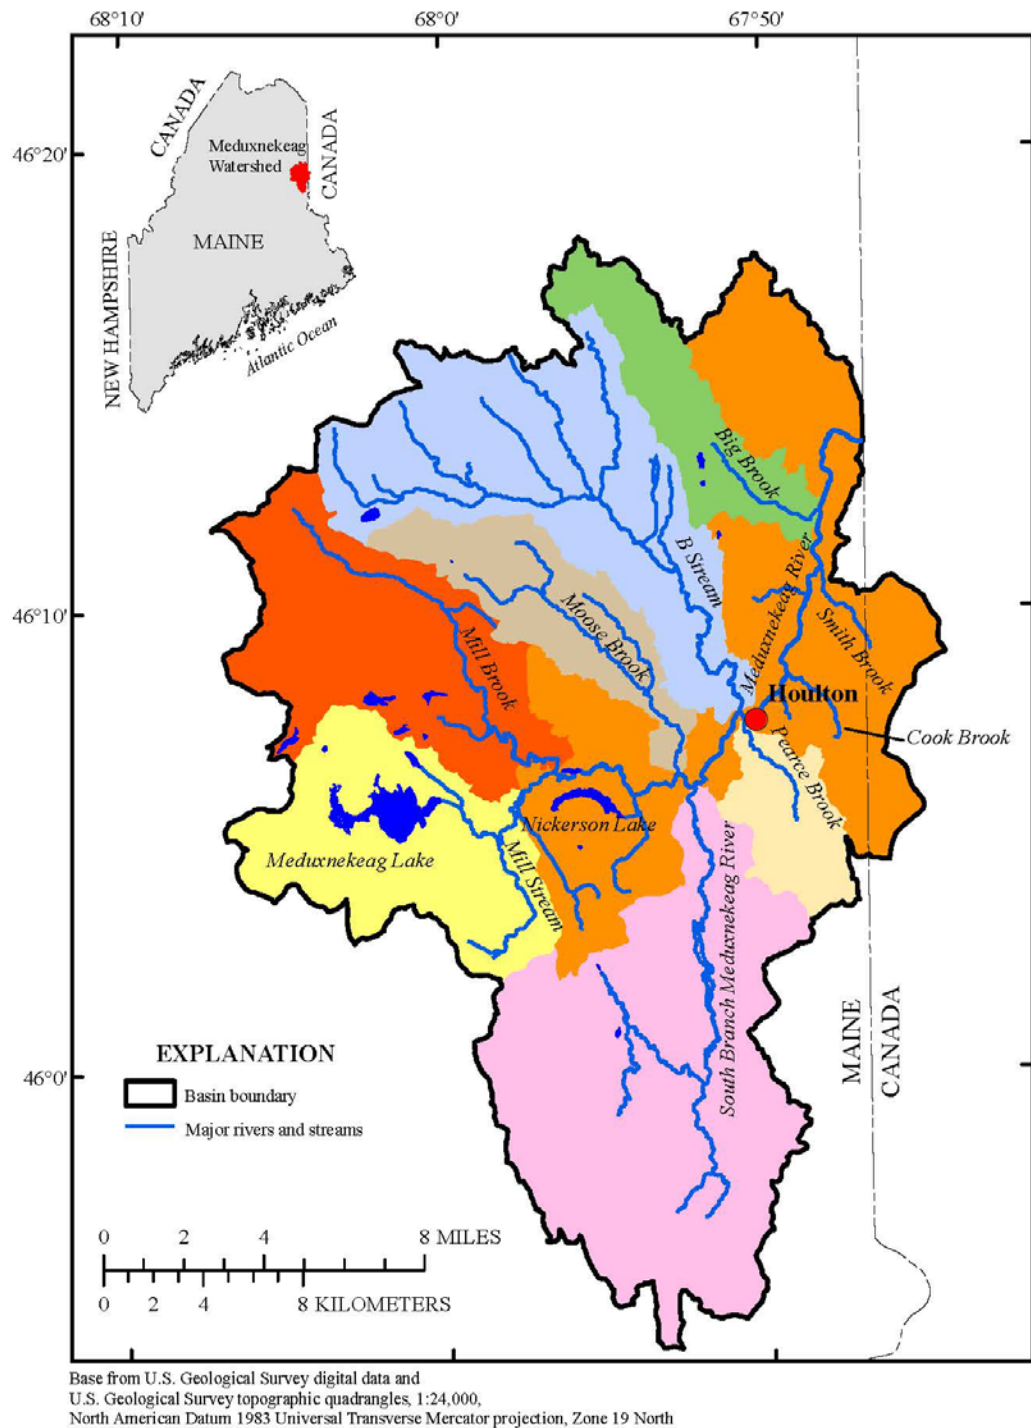 68°10'
68°0'
67°50'
46°20'
46°10'
46°0'
CANADA
CANADA
Meduxnekeag
Watershed
MAINE
NEW HAMPSHIRE
Atlantic Ocean
Big Brook
B Stream
Meduxnekeag River
Smith Brook
Moose Brook
Mill Brook
Houlton
Cook Brook
Pearce Brook
Nickerson Lake
Meduxnekeag Lake
Mill Stream
South Branch Meduxnekeag River
MAINE
CANADA
EXPLANATION
Basin boundary
Major rivers and streams
0 2 4 8 MILES
0 2 4 8 KILOMETERS
Base from U.S. Geological Survey digital data and
U.S. Geological Survey topographic quadrangles, 1:24,000,
North American Datum 1983 Universal Transverse Mercator projection, Zone 19 North